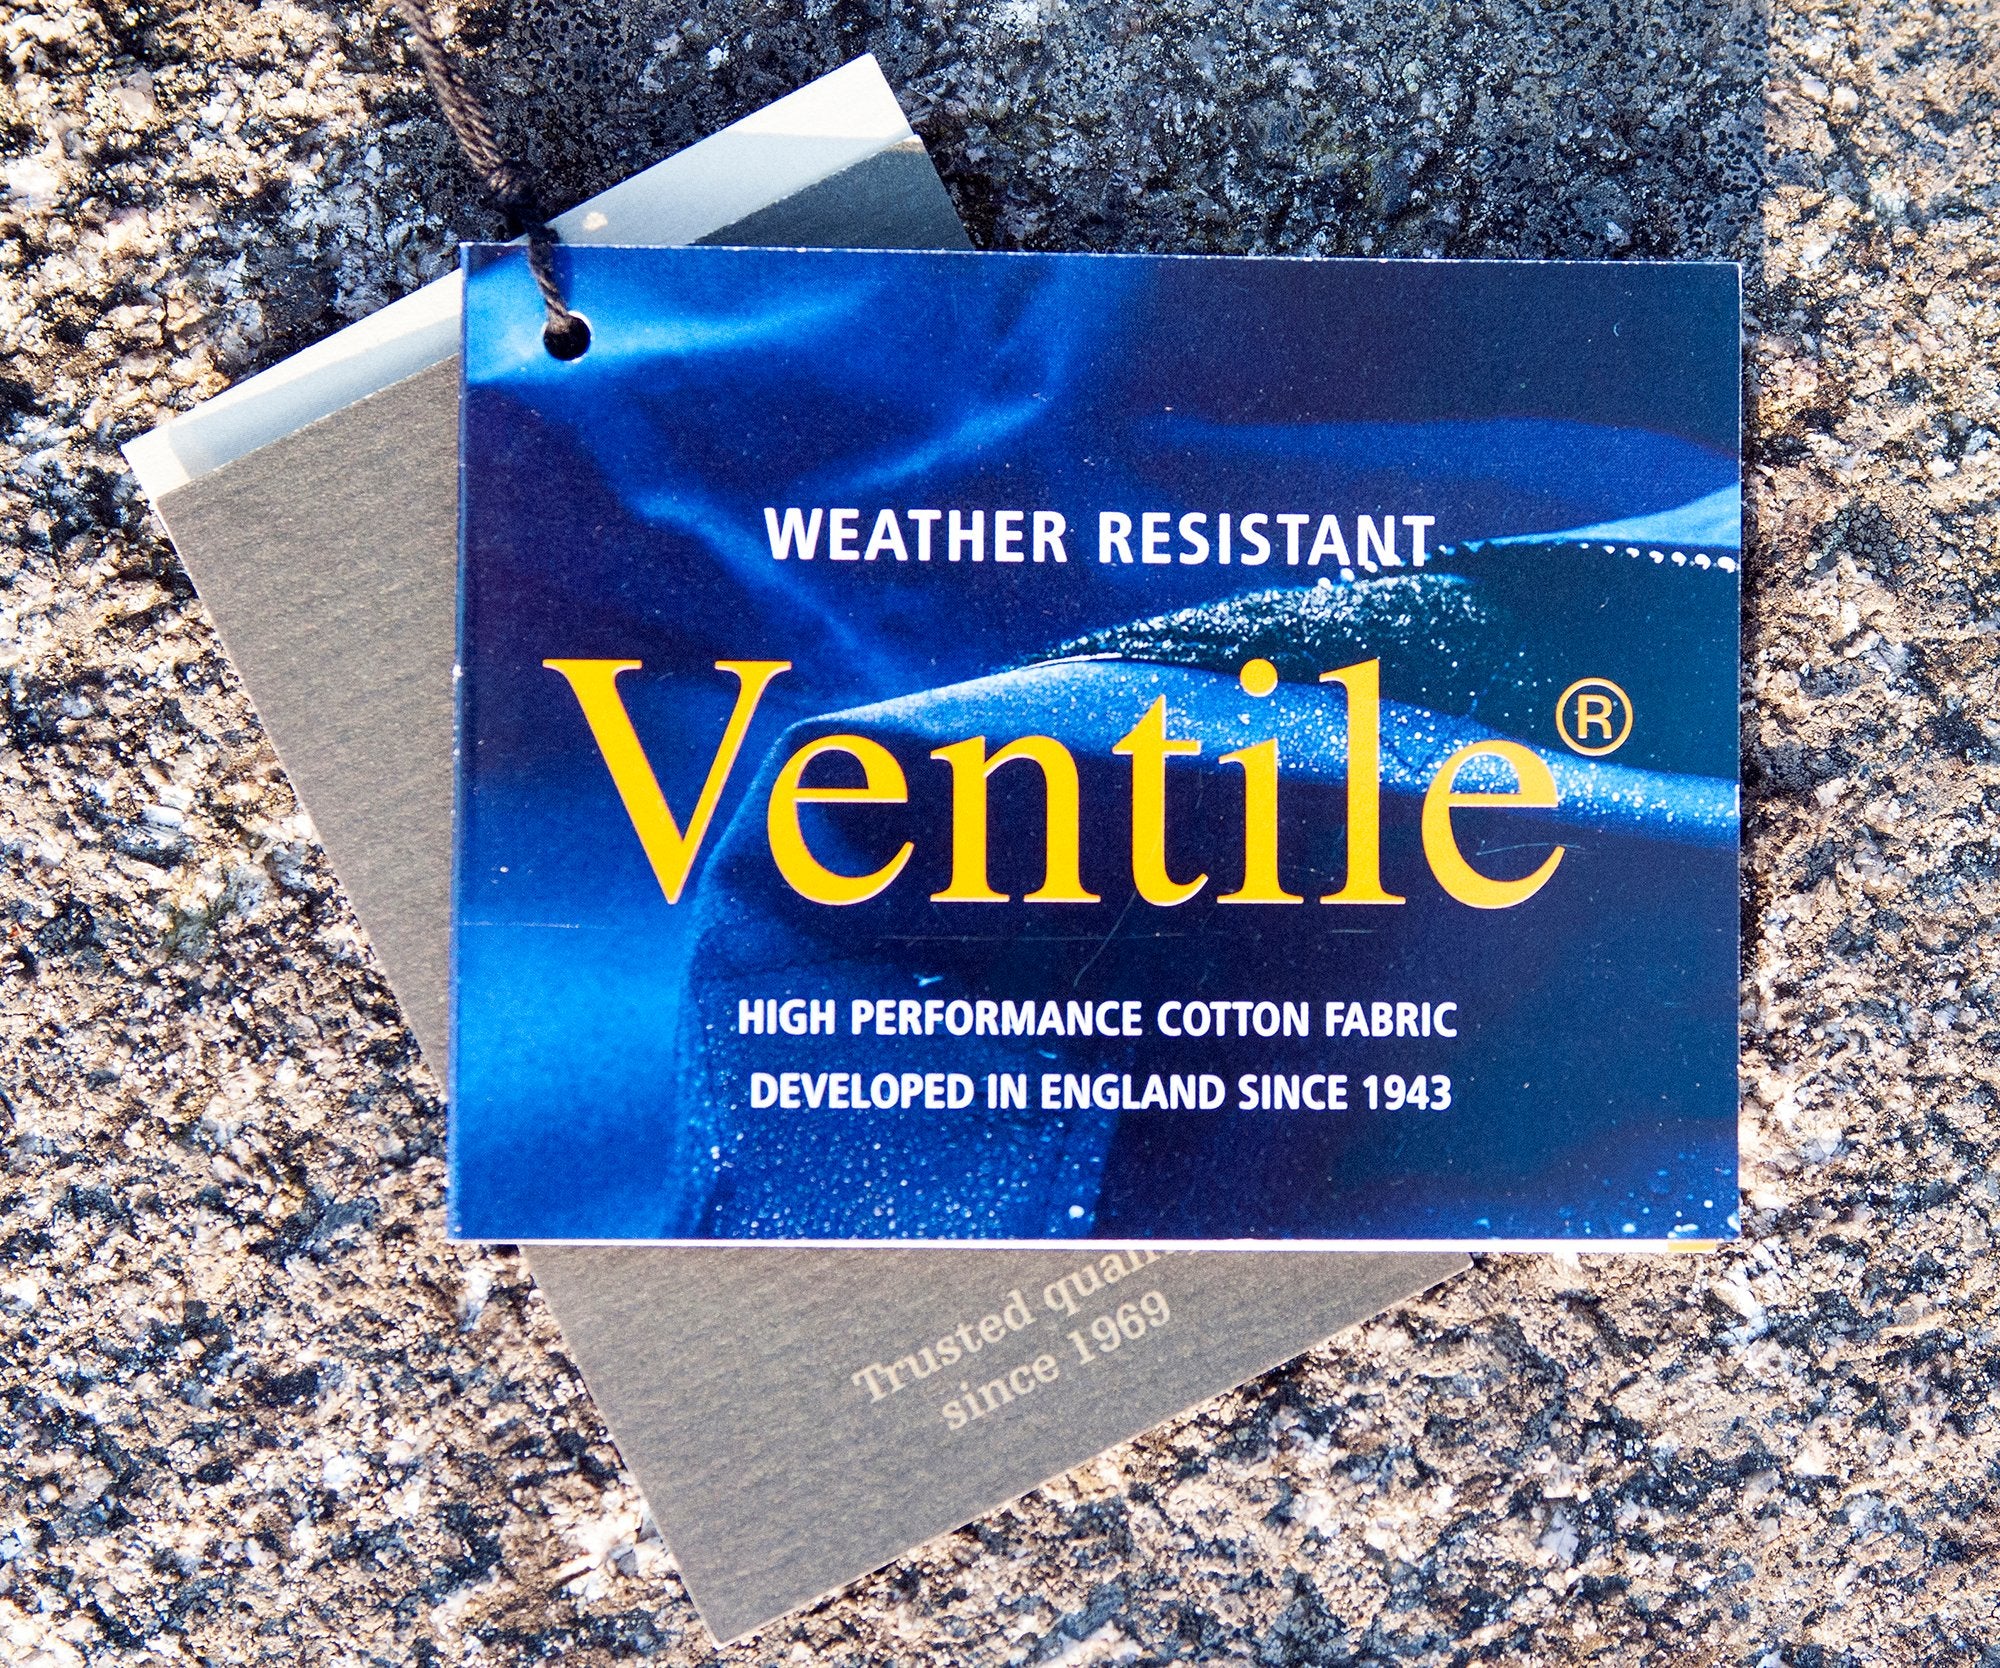 WEATHER RESISTANT
Ventile®
HIGH PERFORMANCE COTTON FABRIC
DEVELOPED IN ENGLAND SINCE 1943
Trusted
since 1969